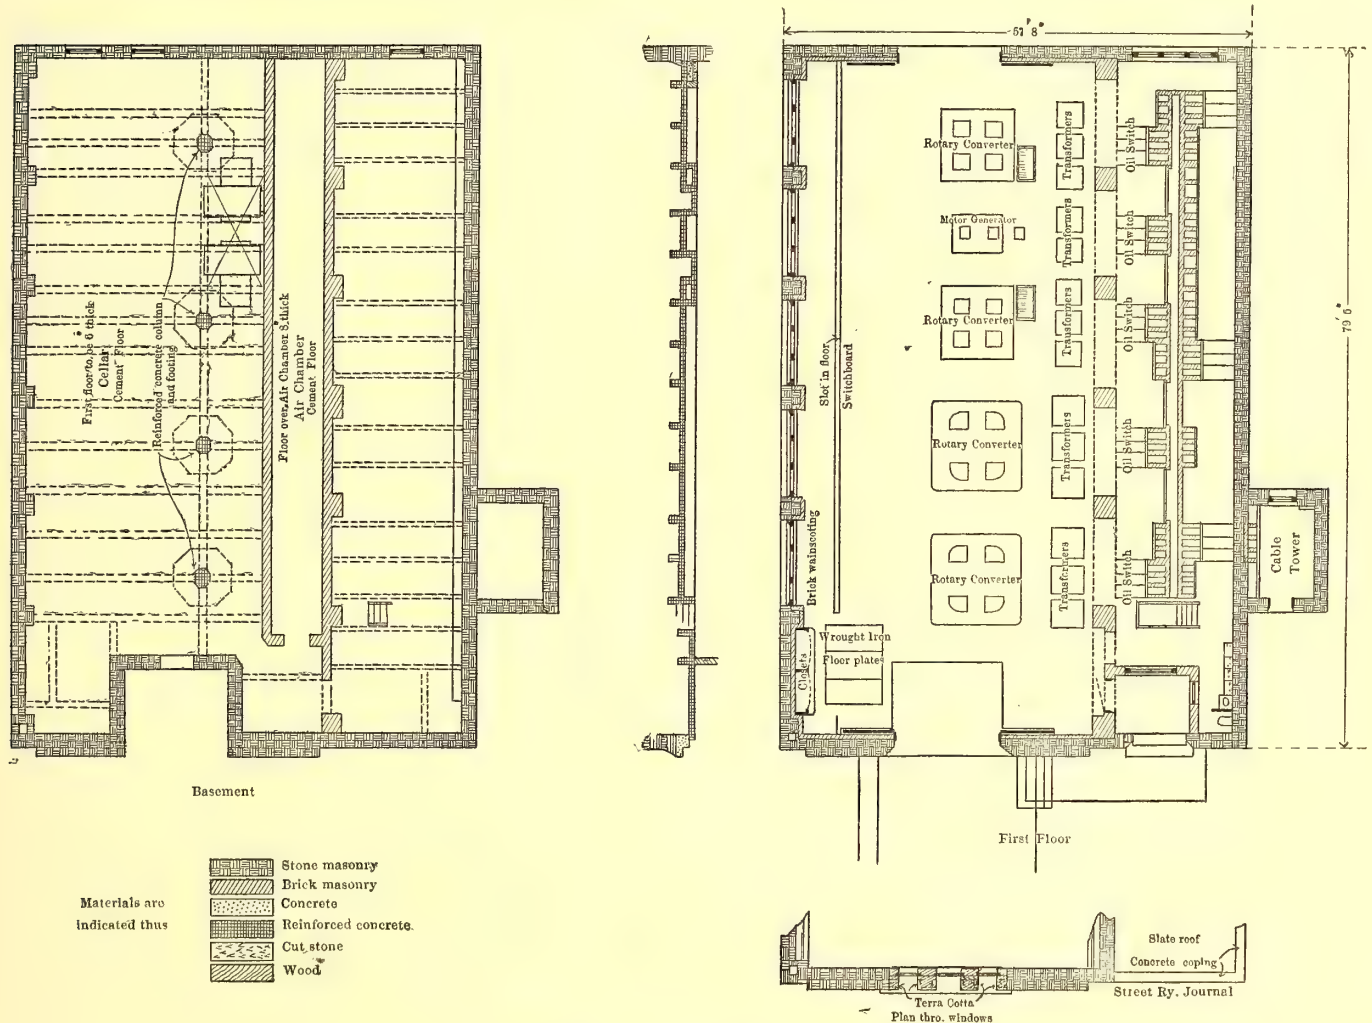 First floor to be 6" thick
Cellar
Cement Floor
Reinforced concrete column
and footing
Floor over Air Chamber 8" thick
Air Chamber
Cement Floor
Basement
Materials are
indicated thus
Stone masonry
Brick masonry
Concrete
Reinforced concrete.
Cut stone
Wood
57' 8"
79' 6"
Rotary Converter
Transformers
Oil Switch
Motor Generator
Transformers
Oil Switch
Rotary Converter
Transformers
Oil Switch
Slot in floor
Switchboard
Rotary Converter
Transformers
Oil Switch
Brick wainscoting
Rotary Converter
Transformers
Oil Switch
Cable
Tower
Closets
Wrought Iron
Floor plates
First Floor
Slate roof
Concrete coping
Terra Cotta
Plan thro. windows
Street Ry. Journal